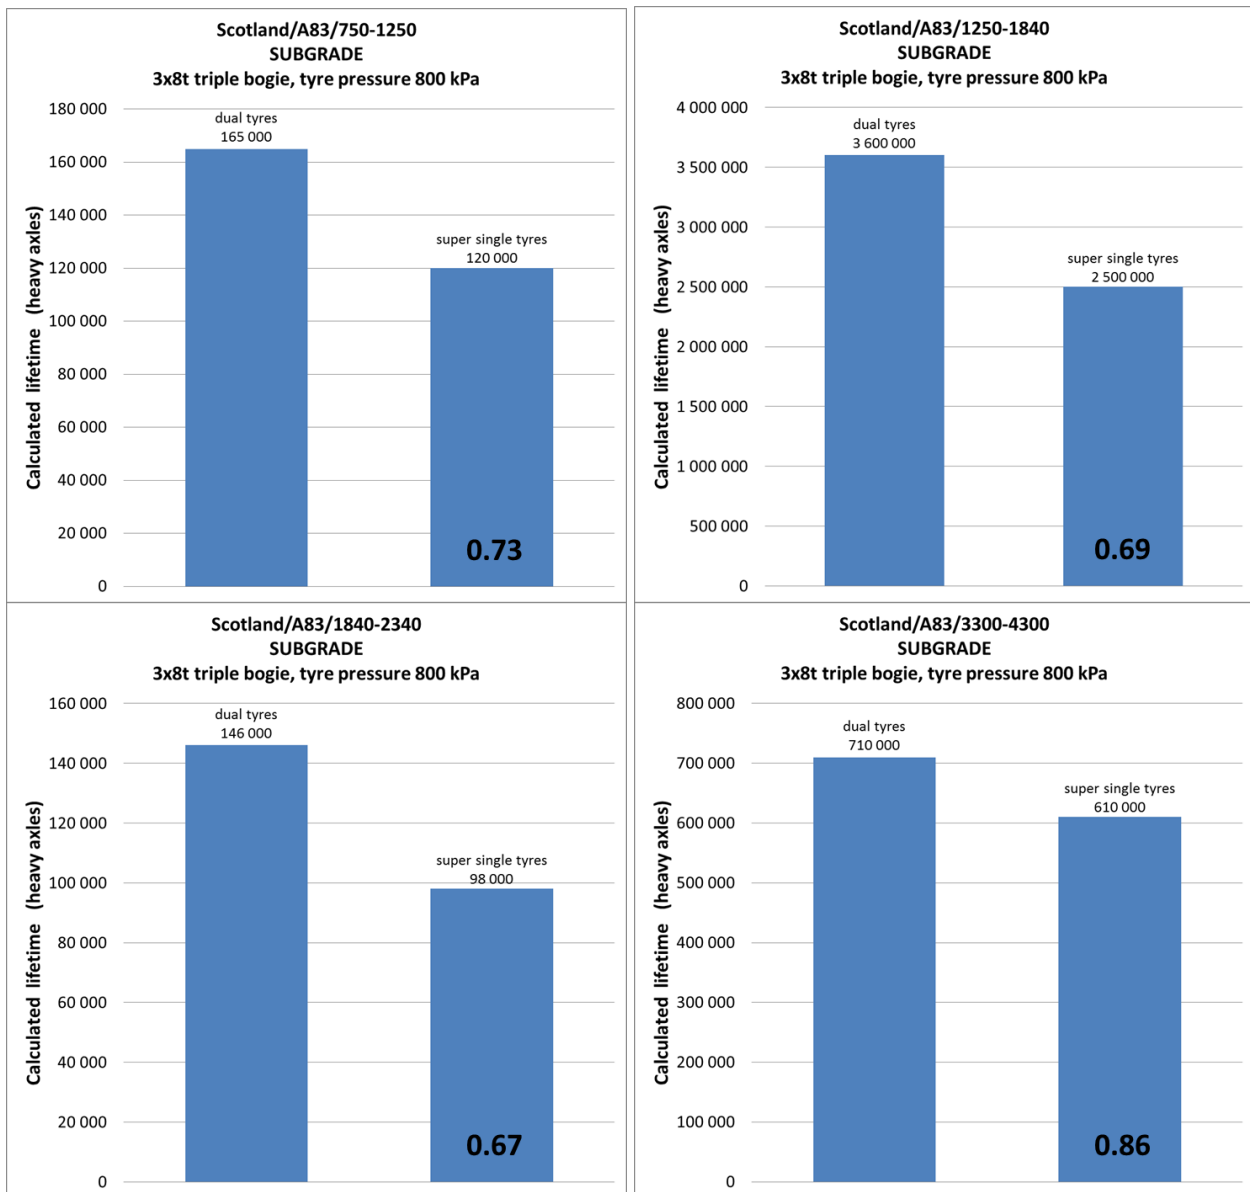 Scotland/A83/750-1250
SUBGRADE
3x8t triple bogie, tyre pressure 800 kPa
Calculated lifetime (heavy axles)
180 000
160 000
140 000
120 000
100 000
80 000
60 000
40 000
20 000
0
dual tyres
165 000
super single tyres
120 000
0.73
Scotland/A83/1250-1840
SUBGRADE
3x8t triple bogie, tyre pressure 800 kPa
Calculated lifetime (heavy axles)
4 000 000
3 500 000
3 000 000
2 500 000
2 000 000
1 500 000
1 000 000
500 000
0
dual tyres
3 600 000
super single tyres
2 500 000
0.69
Scotland/A83/1840-2340
SUBGRADE
3x8t triple bogie, tyre pressure 800 kPa
Calculated lifetime (heavy axles)
160 000
140 000
120 000
100 000
80 000
60 000
40 000
20 000
0
dual tyres
146 000
super single tyres
98 000
0.67
Scotland/A83/3300-4300
SUBGRADE
3x8t triple bogie, tyre pressure 800 kPa
Calculated lifetime (heavy axles)
800 000
700 000
600 000
500 000
400 000
300 000
200 000
100 000
0
dual tyres
710 000
super single tyres
610 000
0.86